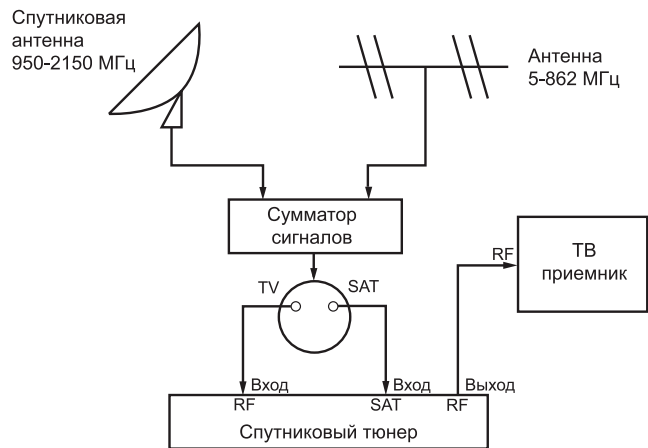 Спутниковая
антенна
950-2150 МГц
Антенна
5-862 МГц
Сумматор
сигналов
RF
ТВ
приемник
TV
SAT
Вход
Вход
Выход
RF
SAT
RF
Спутниковый тюнер